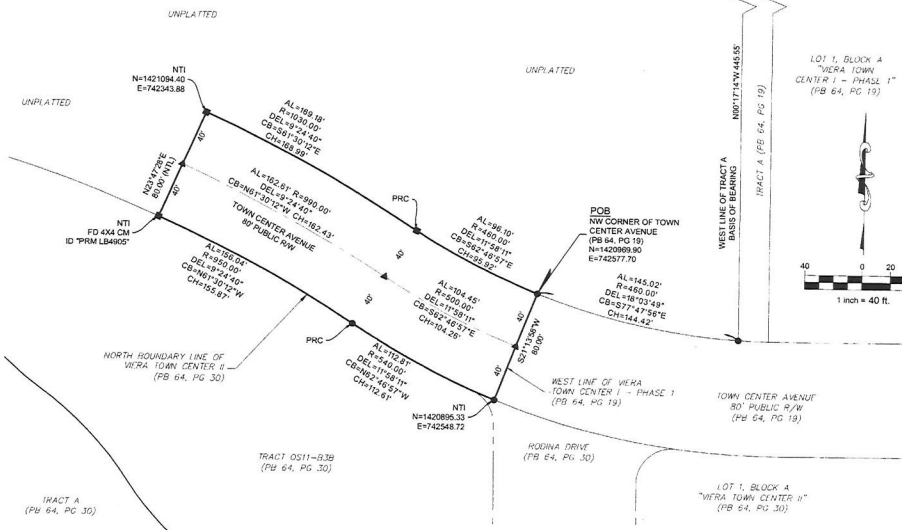 UNPLATTED
NTI
N=1421094.40
E=742343.88
UNPLATTED
UNPLATTED
LOT 1, BLOCK A
"VIERA TOWN
CENTER I - PHASE 1"
(PB 64, PG 19)
N00°17'14"W 445.55'
WEST LINE OF TRACT A
BASIS OF BEARING
TRACT A (PB 64, PG 19)
AL=169.18'
R=1030.00'
DEL=9°24'40"
CB=S61°30'12"E
CH=168.99'
40'
40'
N23°47'28"E
80.00' (NTL)
AL=162.61' R=990.00'
DEL=9°24'40"
CB=N61°30'12"W CH=162.43'
TOWN CENTER AVENUE
80' PUBLIC R/W
PRC
AL=96.10'
R=460.00'
DEL=11°58'11"
CB=S62°46'57"E
CH=95.92'
POB
NW CORNER OF TOWN
CENTER AVENUE
(PB 64, PG 19)
N=1420969.90
E=742577.70
NTI
FD 4X4 CM
ID "PRM LB4905"
AL=156.04'
R=950.00'
DEL=9°24'40"
CB=N61°30'12"W
CH=155.87'
40'
40'
AL=104.45'
R=500.00'
DEL=11°58'11"
CB=S62°46'57"E
CH=104.26'
AL=145.02'
R=460.00'
DEL=18°03'49"
CB=S77°47'56"E
CH=144.42'
40
0
20
1 inch = 40 ft.
40'
40'
S21°13'58"W
80.00'
PRC
AL=112.81'
R=540.00'
DEL=11°58'11"
CB=N62°46'57"W
CH=112.61'
NORTH BOUNDARY LINE OF
VIERA TOWN CENTER II
(PB 64, PG 30)
WEST LINE OF VIERA
TOWN CENTER I - PHASE 1
(PB 64, PG 19)
NTI
N=1420895.33
E=742548.72
TOWN CENTER AVENUE
80' PUBLIC R/W
(PB 64, PG 19)
RODINA DRIVE
(PB 64, PG 30)
TRACT OS11-B3B
(PB 64, PG 30)
TRACT A
(PB 64, PG 30)
LOT 1, BLOCK A
"VIERA TOWN CENTER II"
(PB 64, PG 30)